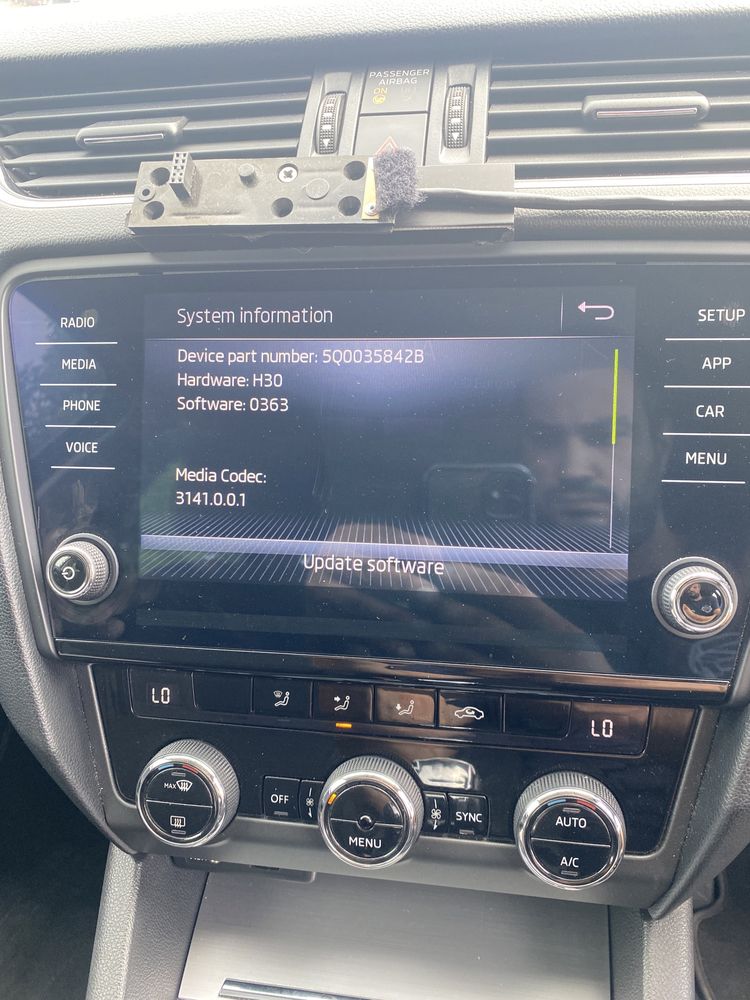 PASSENGER
AIRBAG
ON
RADIO
MEDIA
PHONE
VOICE
System information
Device part number: 5Q0035842B
Hardware: H30
Software: 0363
Media Codec:
3141.0.0.1
Update software
SETUP
APP
CAR
MENU
LO
LO
MAX
OFF
MENU
SYNC
AUTO
A/C